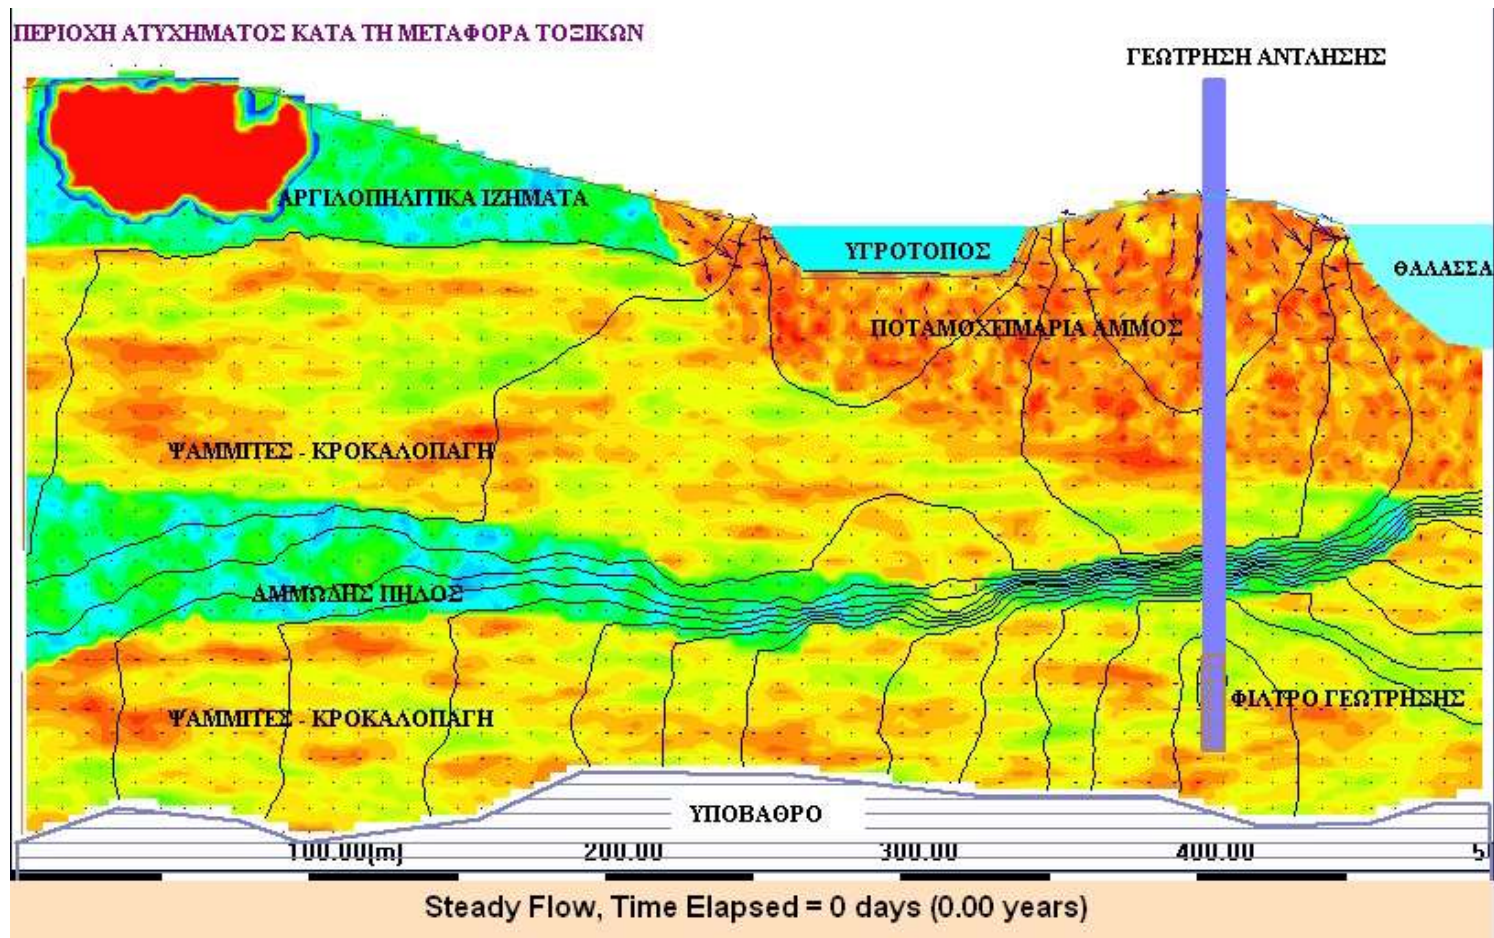 ΠΕΡΙΟΧΗ ΑΤΥΧΗΜΑΤΟΣ ΚΑΤΑ ΤΗ ΜΕΤΑΦΟΡΑ ΤΟΞΙΚΩΝ
ΓΕΩΤΡΗΣΗ ΑΝΤΛΗΣΗΣ
ΑΡΓΙΛΟΠΗΛΙΤΙΚΑ ΙΖΗΜΑΤΑ
ΥΓΡΟΤΟΠΟΣ
ΘΑΛΑΣΣΑ
ΠΟΤΑΜΟΧΕΙΜΑΡΙΑ ΑΜΜΟΣ
ΨΑΜΜΙΤΕΣ - ΚΡΟΚΑΛΟΠΑΓΗ
ΑΜΜΩΔΗΣ ΠΗΛΟΣ
ΨΑΜΜΙΤΕΣ - ΚΡΟΚΑΛΟΠΑΓΗ
ΦΙΛΤΡΟ ΓΕΩΤΡΗΣΗΣ
ΥΠΟΒΑΘΡΟ
100.00(m) 200.00 300.00 400.00
Steady Flow, Time Elapsed = 0 days (0.00 years)